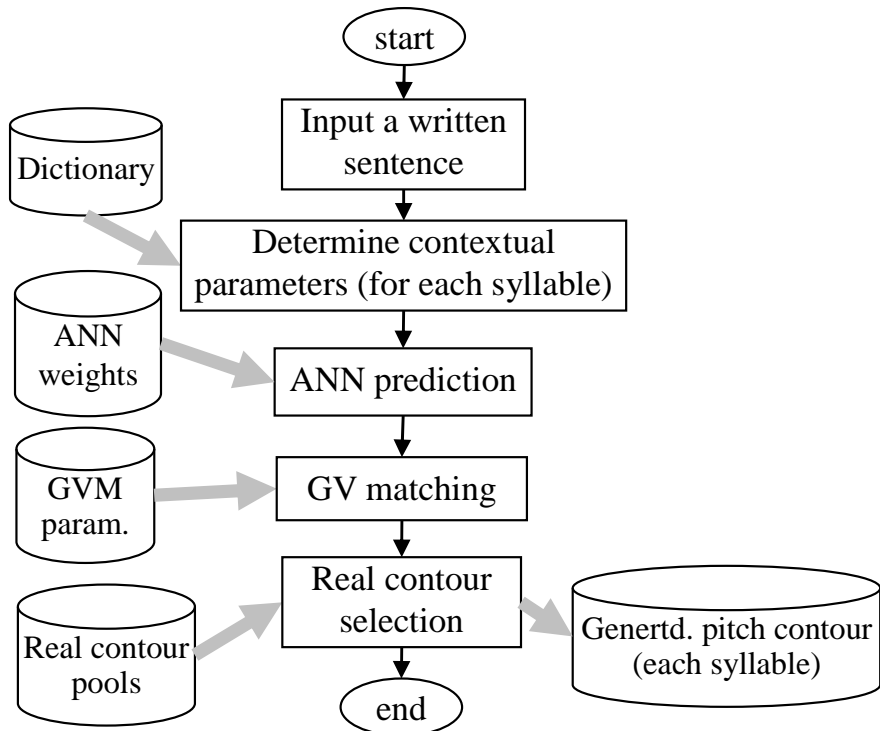 start
Input a written
sentence
Dictionary
Determine contextual
parameters (for each syllable)
ANN
weights
ANN prediction
GVM
param.
GV matching
Real contour
pools
Real contour
selection
Genertd. pitch contour
(each syllable)
end